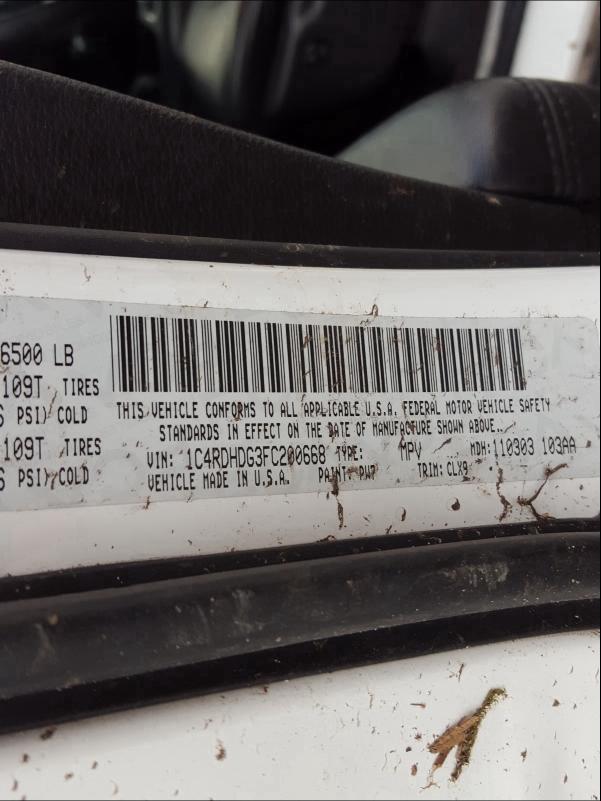 6500 LB
109T TIRES
PSI) COLD
109T TIRES
PSI) COLD
THIS VEHICLE CONFORMS TO ALL APPLICABLE U.S.A. FEDERAL MOTOR VEHICLE SAFETY
STANDARDS IN EFFECT ON THE DATE OF MANUFACTURE SHOWN ABOVE.
VIN: 1C4RDHDG3FC200668 TYPE: MPV MDH: 110303 103AA
VEHICLE MADE IN U.S.A. PAINT: PW7 TRIM: CLX9